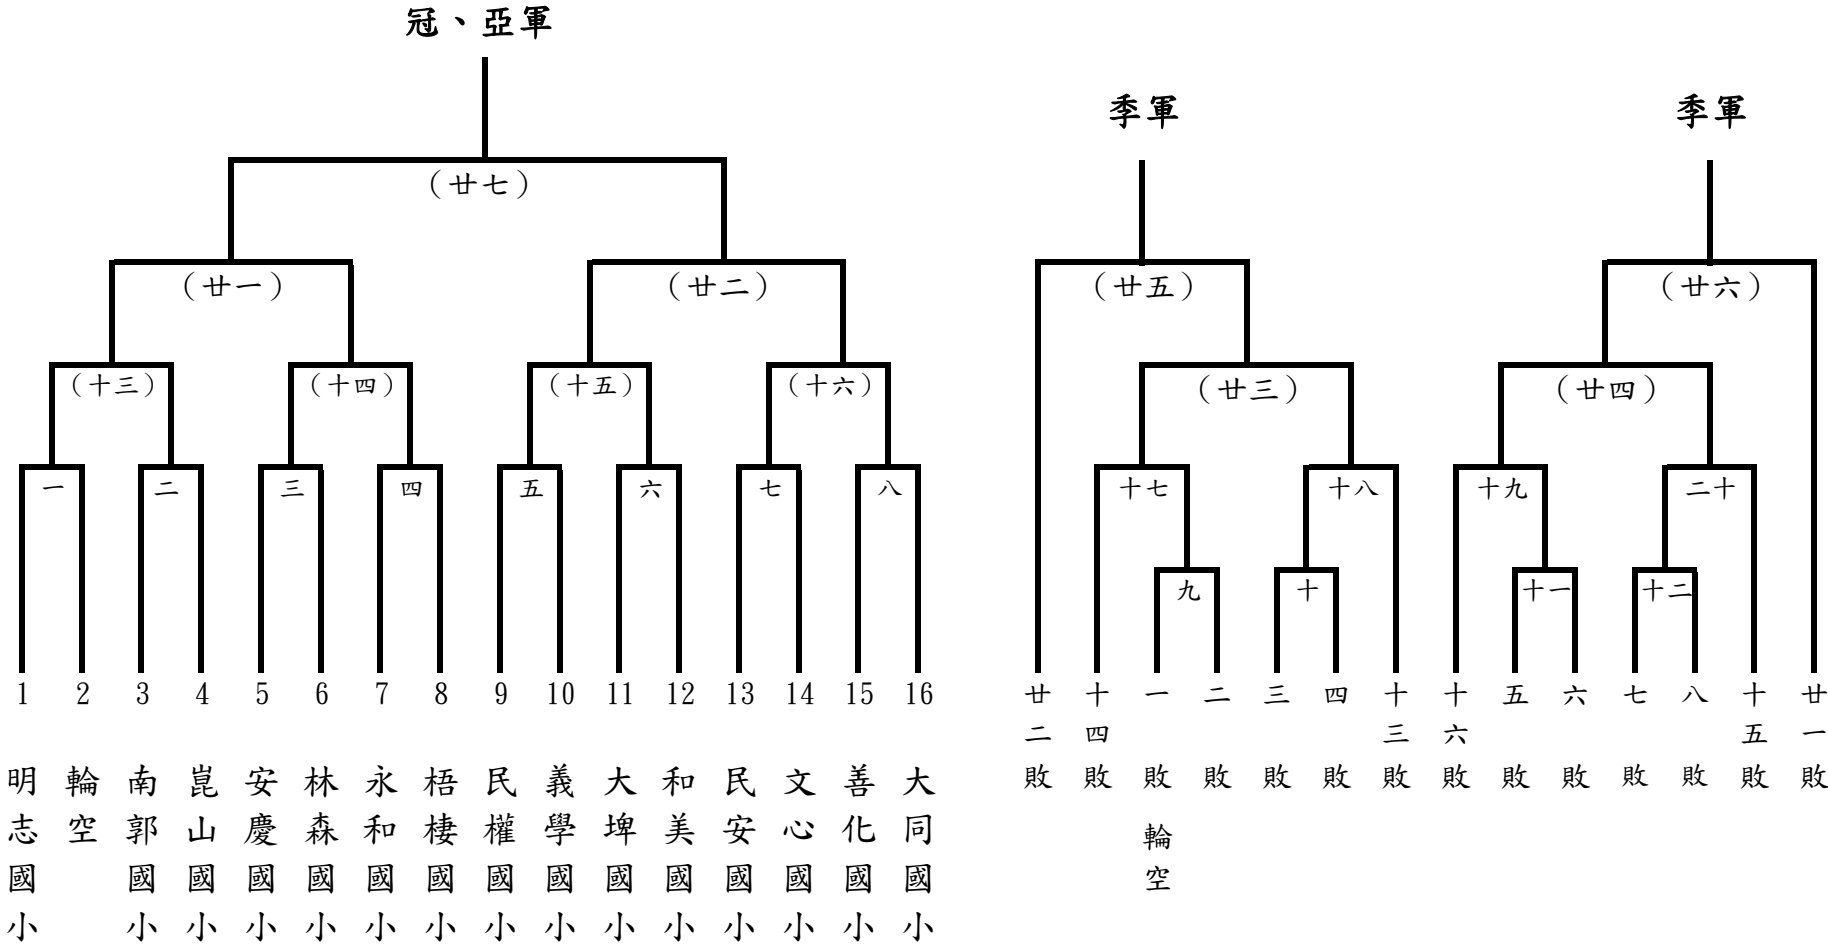 冠、亞軍
季軍 季軍
（廿七）
（廿一） （廿二） （廿五） （廿六）
（十三） （十四） （十五） （十六） （廿三） （廿四）
一 二 三 四 五 六 七 八 十七 十八 十九 二十
九 十 十一 十二
1 2 3 4 5 6 7 8 9 10 11 12 13 14 15 16
明志國小
輪空
南郭國小
崑山國小
安慶國小
林森國小
永和國小
梧棲國小
民權國小
義學國小
大埤國小
和美國小
民安國小
文心國小
善化國小
大同國小
廿二敗
十四敗
一敗
輪空
二敗
三敗
四敗
十三敗
十六敗
五敗
六敗
七敗
八敗
十五敗
廿一敗